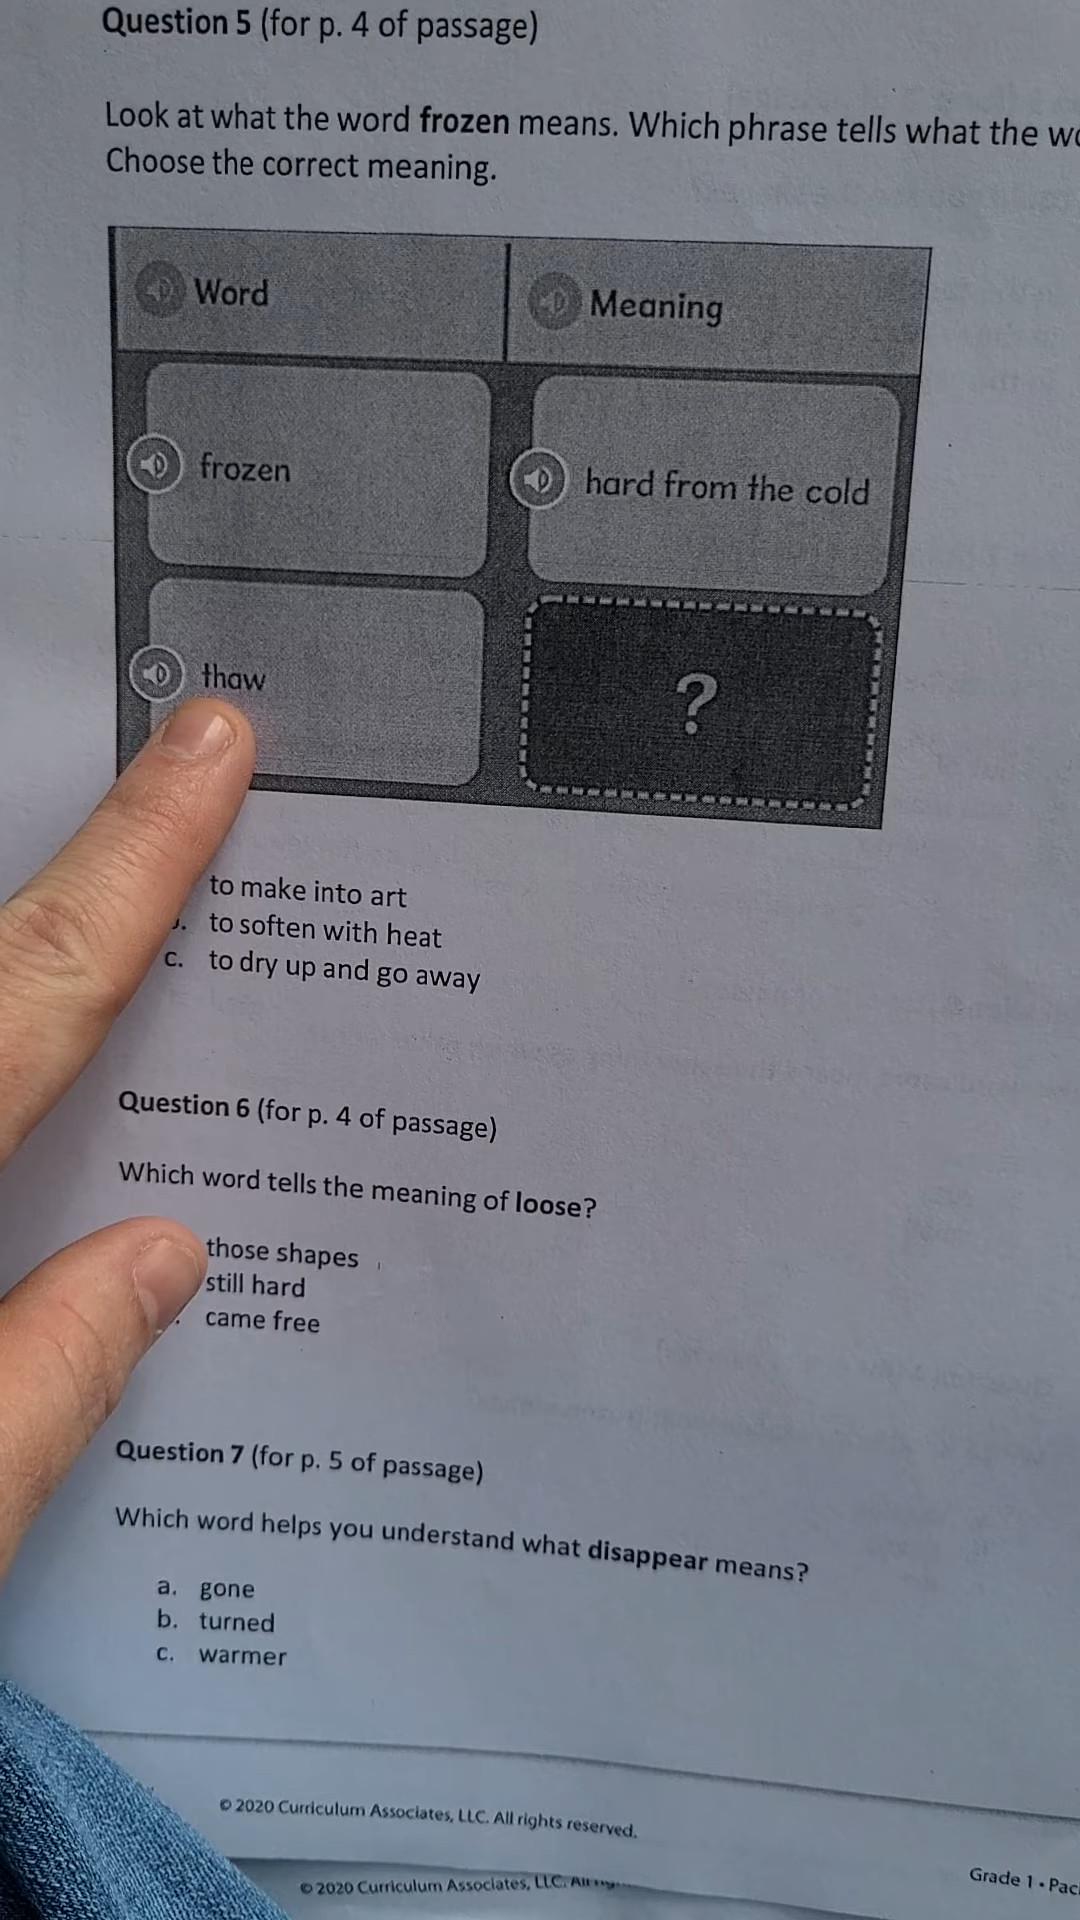 Question 5 (for p. 4 of passage)
Look at what the word frozen means. Which phrase tells what the
Choose the correct meaning.
Word Meaning
frozen hard from the cold
thaw ?
to make into art
to soften with heat
c. to dry up and go away
Question 6 (for p. 4 of passage)
Which word tells the meaning of loose?
those shapes
still hard
came free
Question 7 (for p. 5 of passage)
Which word helps you understand what disappear means?
a. gone
b. turned
c. warmer
© 2020 Curriculum Associates, LLC. All rights reserved.
Grade 1 •
© 2020 Curriculum Associates, LLC.